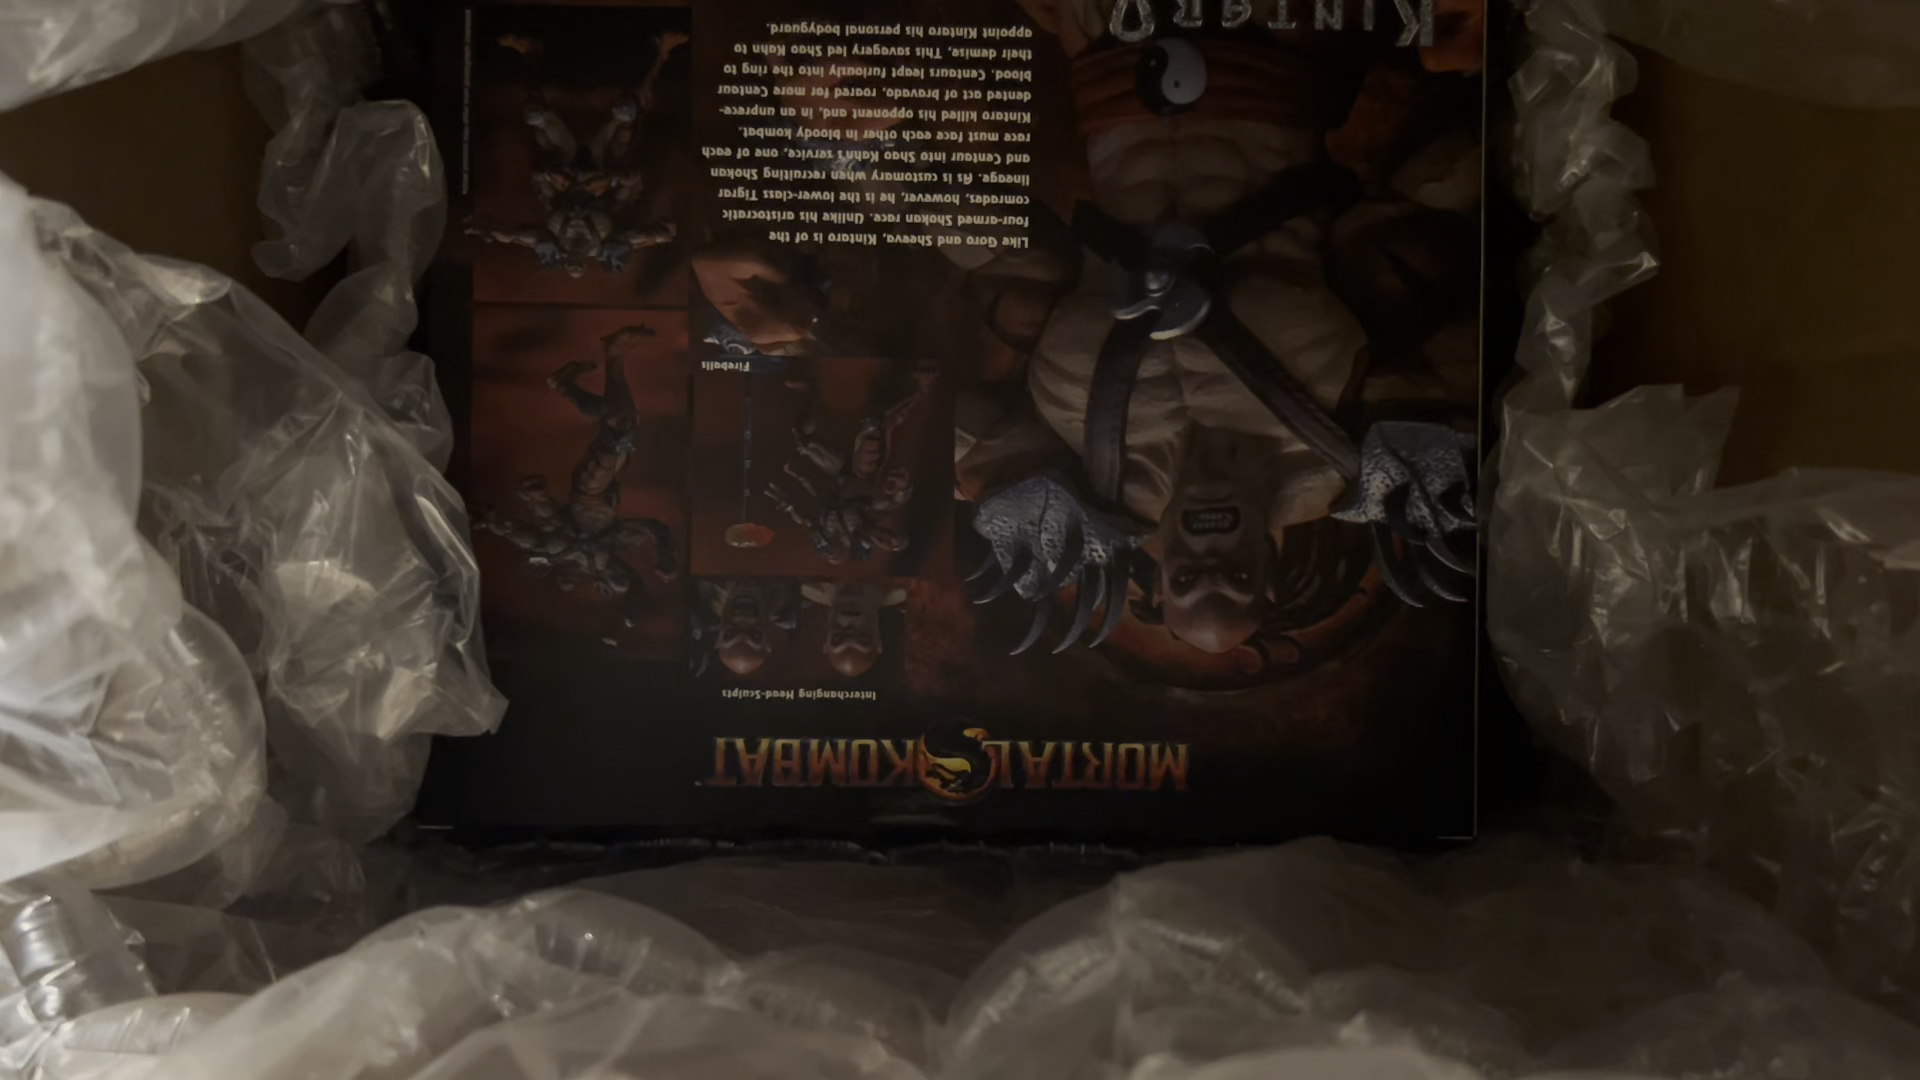 MORTAL KOMBAT
Interchanging Head-Sculpts
Fireballs
Like Goro and Sheeva, Kintaro is of the
four-armed Shokan race. Unlike his aristocratic
comrades, however, he is the lower-class Tigrar
lineage. As is customary when recruiting Shokan
and Centaur into Shao Kahn's service, one of each
race must face each other in bloody kombat.
Kintaro killed his opponent and, in an unprece-
dented act of bravado, roared for more Centaur
blood. Centaurs leapt furiously into the ring to
their demise. This savagery led Shao Kahn to
appoint Kintaro his personal bodyguard.
KINTARO